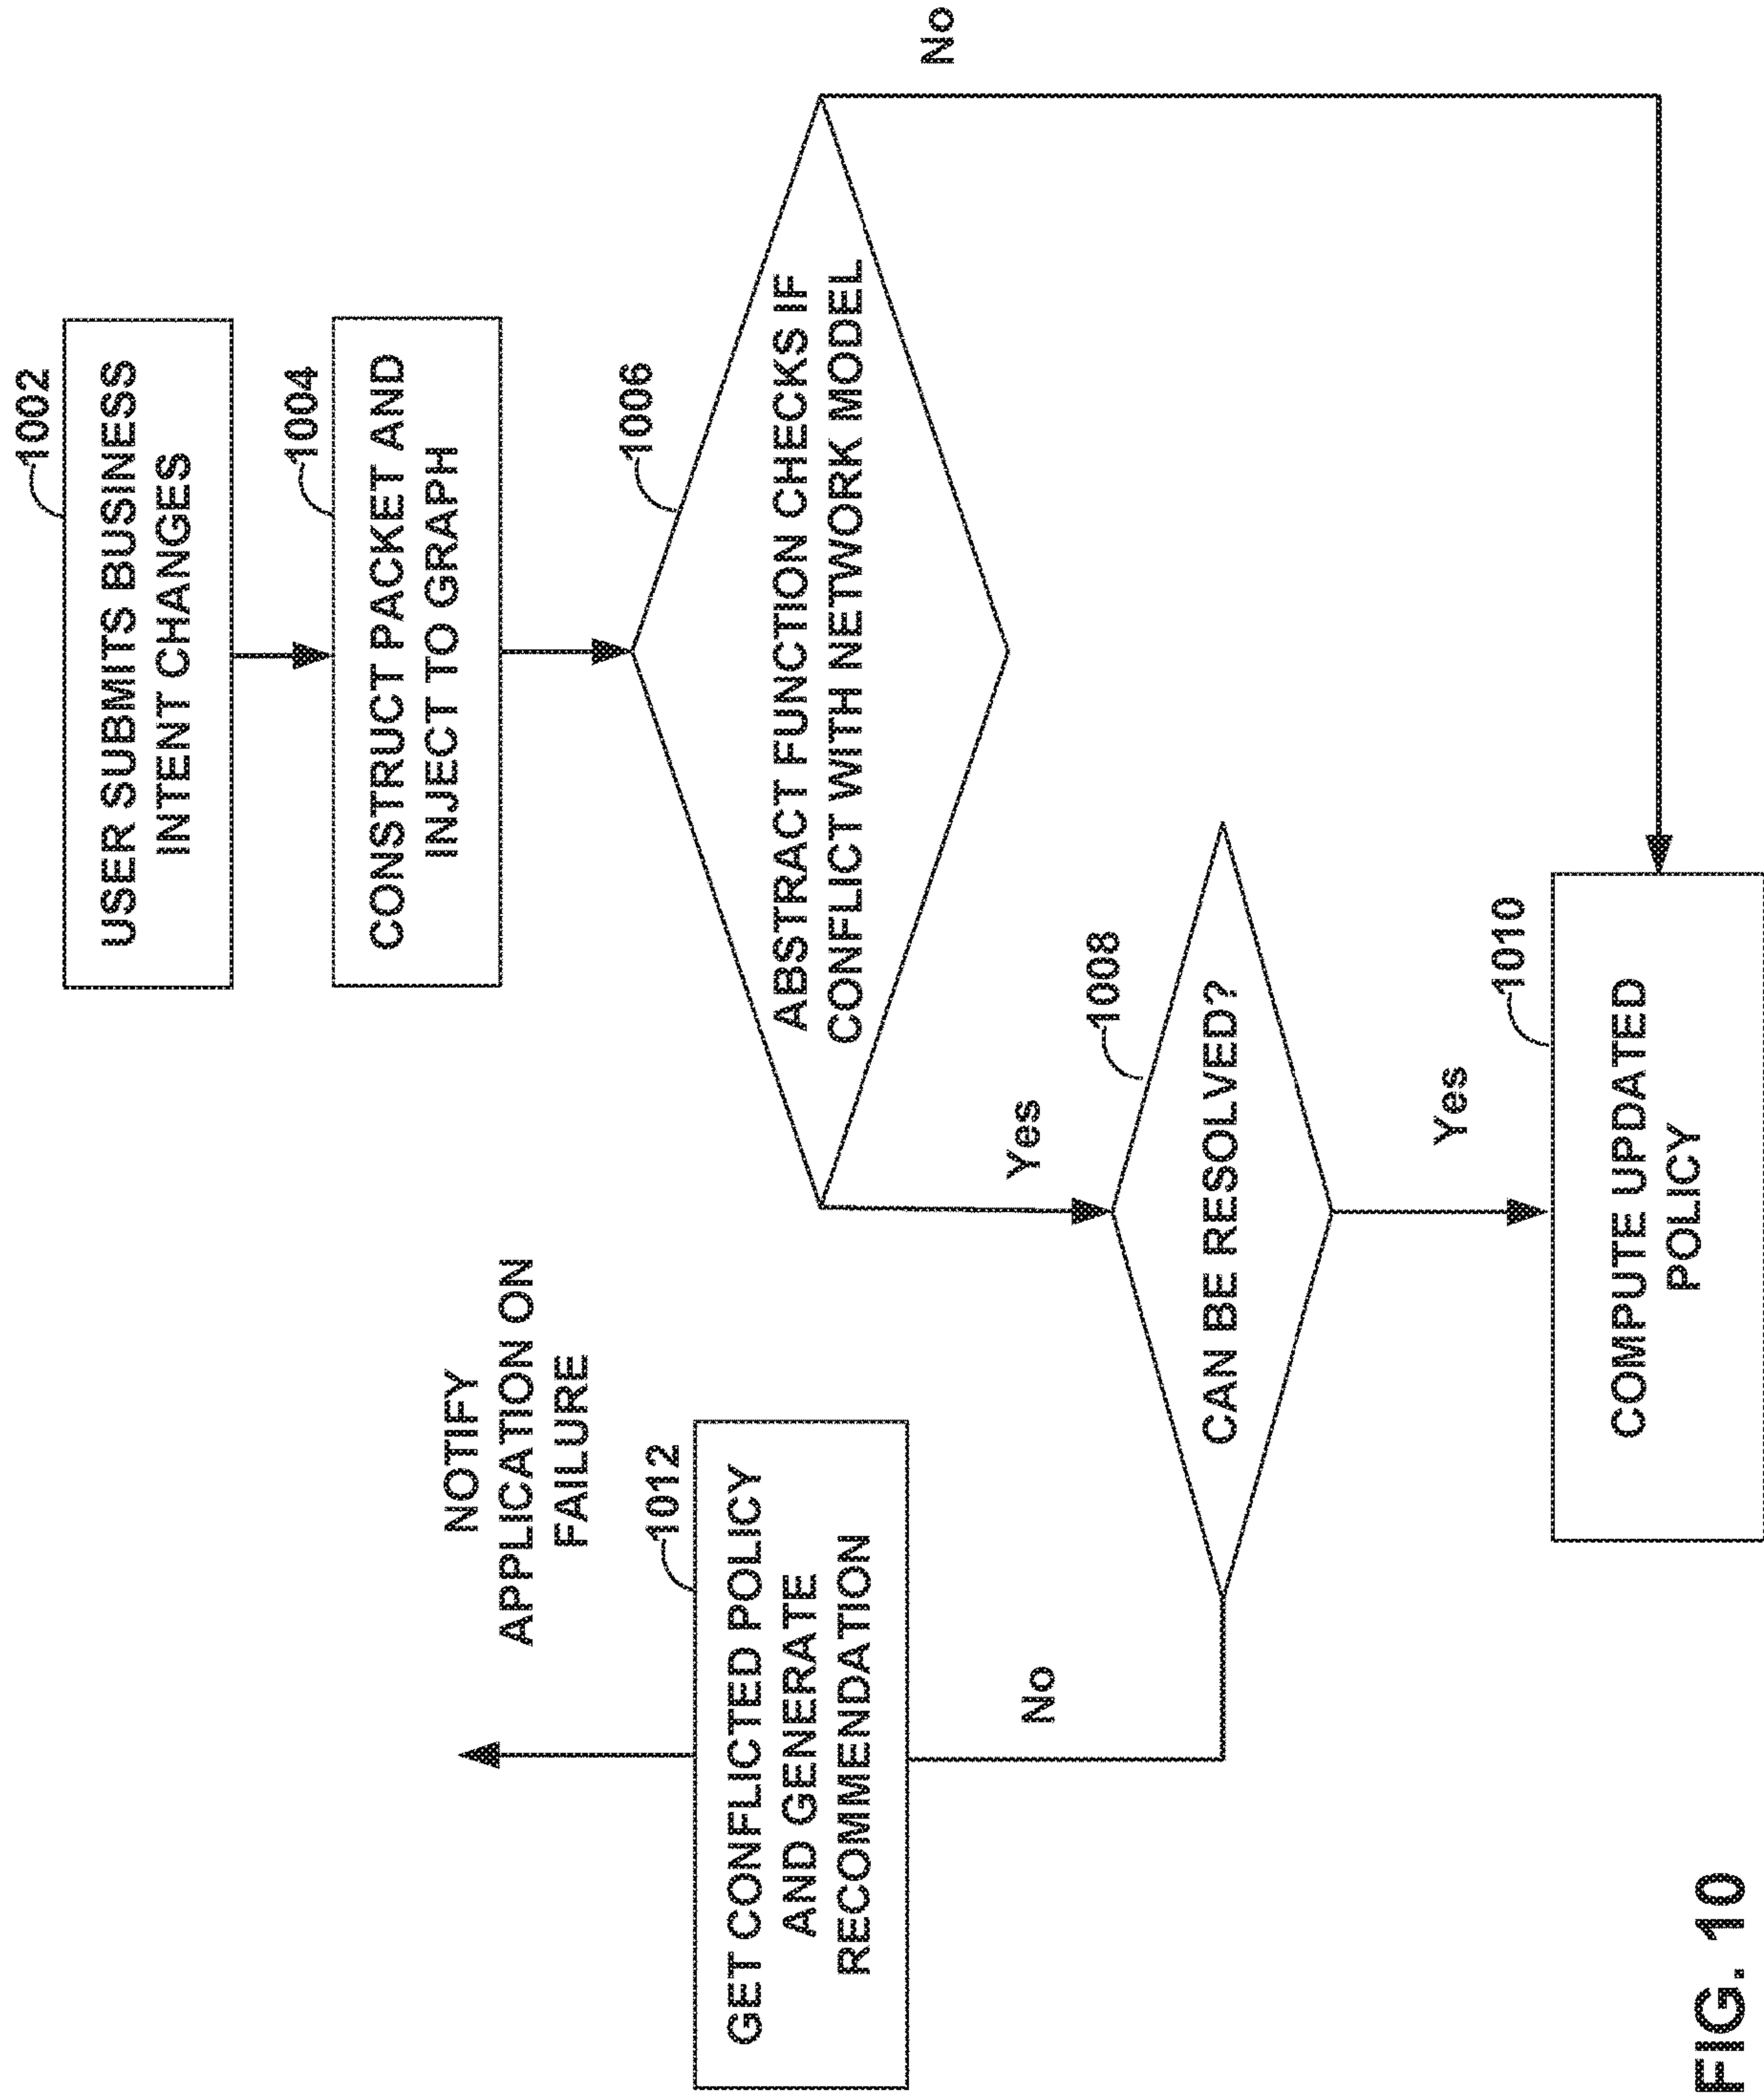 1002
USER SUBMITS BUSINESS
INTENT CHANGES
1004
CONSTRUCT PACKET AND
INJECT TO GRAPH
1006
ABSTRACT FUNCTION CHECKS IF
CONFLICT WITH NETWORK MODEL
No
Yes
1008
CAN BE RESOLVED?
Yes
1010
COMPUTE UPDATED
POLICY
No
1012
GET CONFLICTED POLICY
AND GENERATE
RECOMMENDATION
NOTIFY
APPLICATION ON
FAILURE
FIG. 10